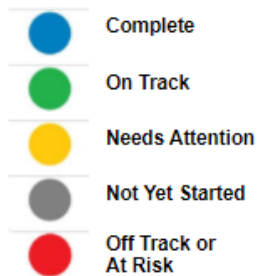 Complete
On Track
Needs Attention
Not Yet Started
Off Track or
At Risk